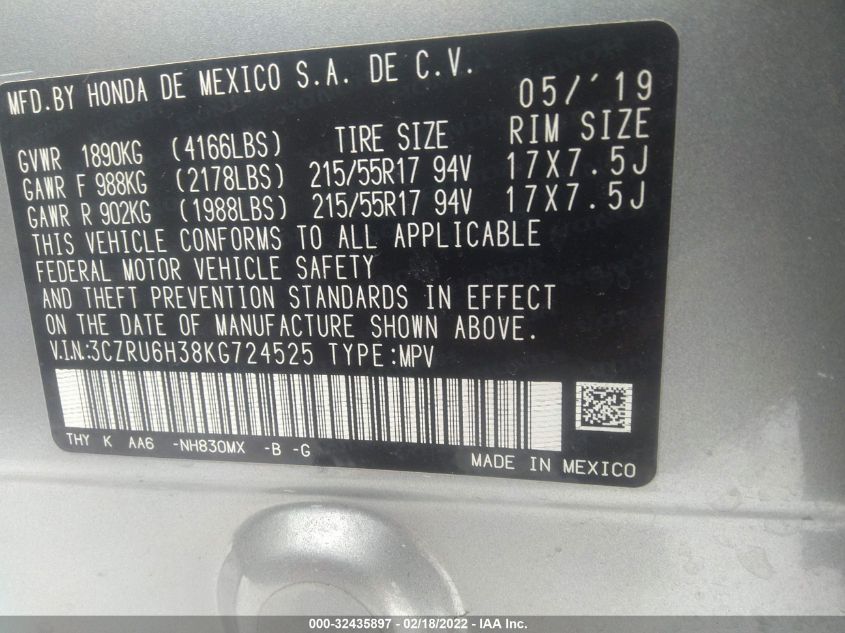 MFD.BY HONDA DE MEXICO S.A. DE C.V.
05/'19
GVWR 1890KG (4166LBS) TIRE SIZE RIM SIZE
GAWR F 988KG (2178LBS) 215/55R17 94V 17X7.5J
GAWR R 902KG (1988LBS) 215/55R17 94V 17X7.5J
THIS VEHICLE CONFORMS TO ALL APPLICABLE
FEDERAL MOTOR VEHICLE SAFETY
AND THEFT PREVENTION STANDARDS IN EFFECT
ON THE DATE OF MANUFACTURE SHOWN ABOVE.
V.I.N.:3CZRU6H38KG724525 TYPE:MPV
THY K AA6 -NH830MX -B -G
MADE IN MEXICO
000-32435897 - 02/18/2022 - IAA Inc.